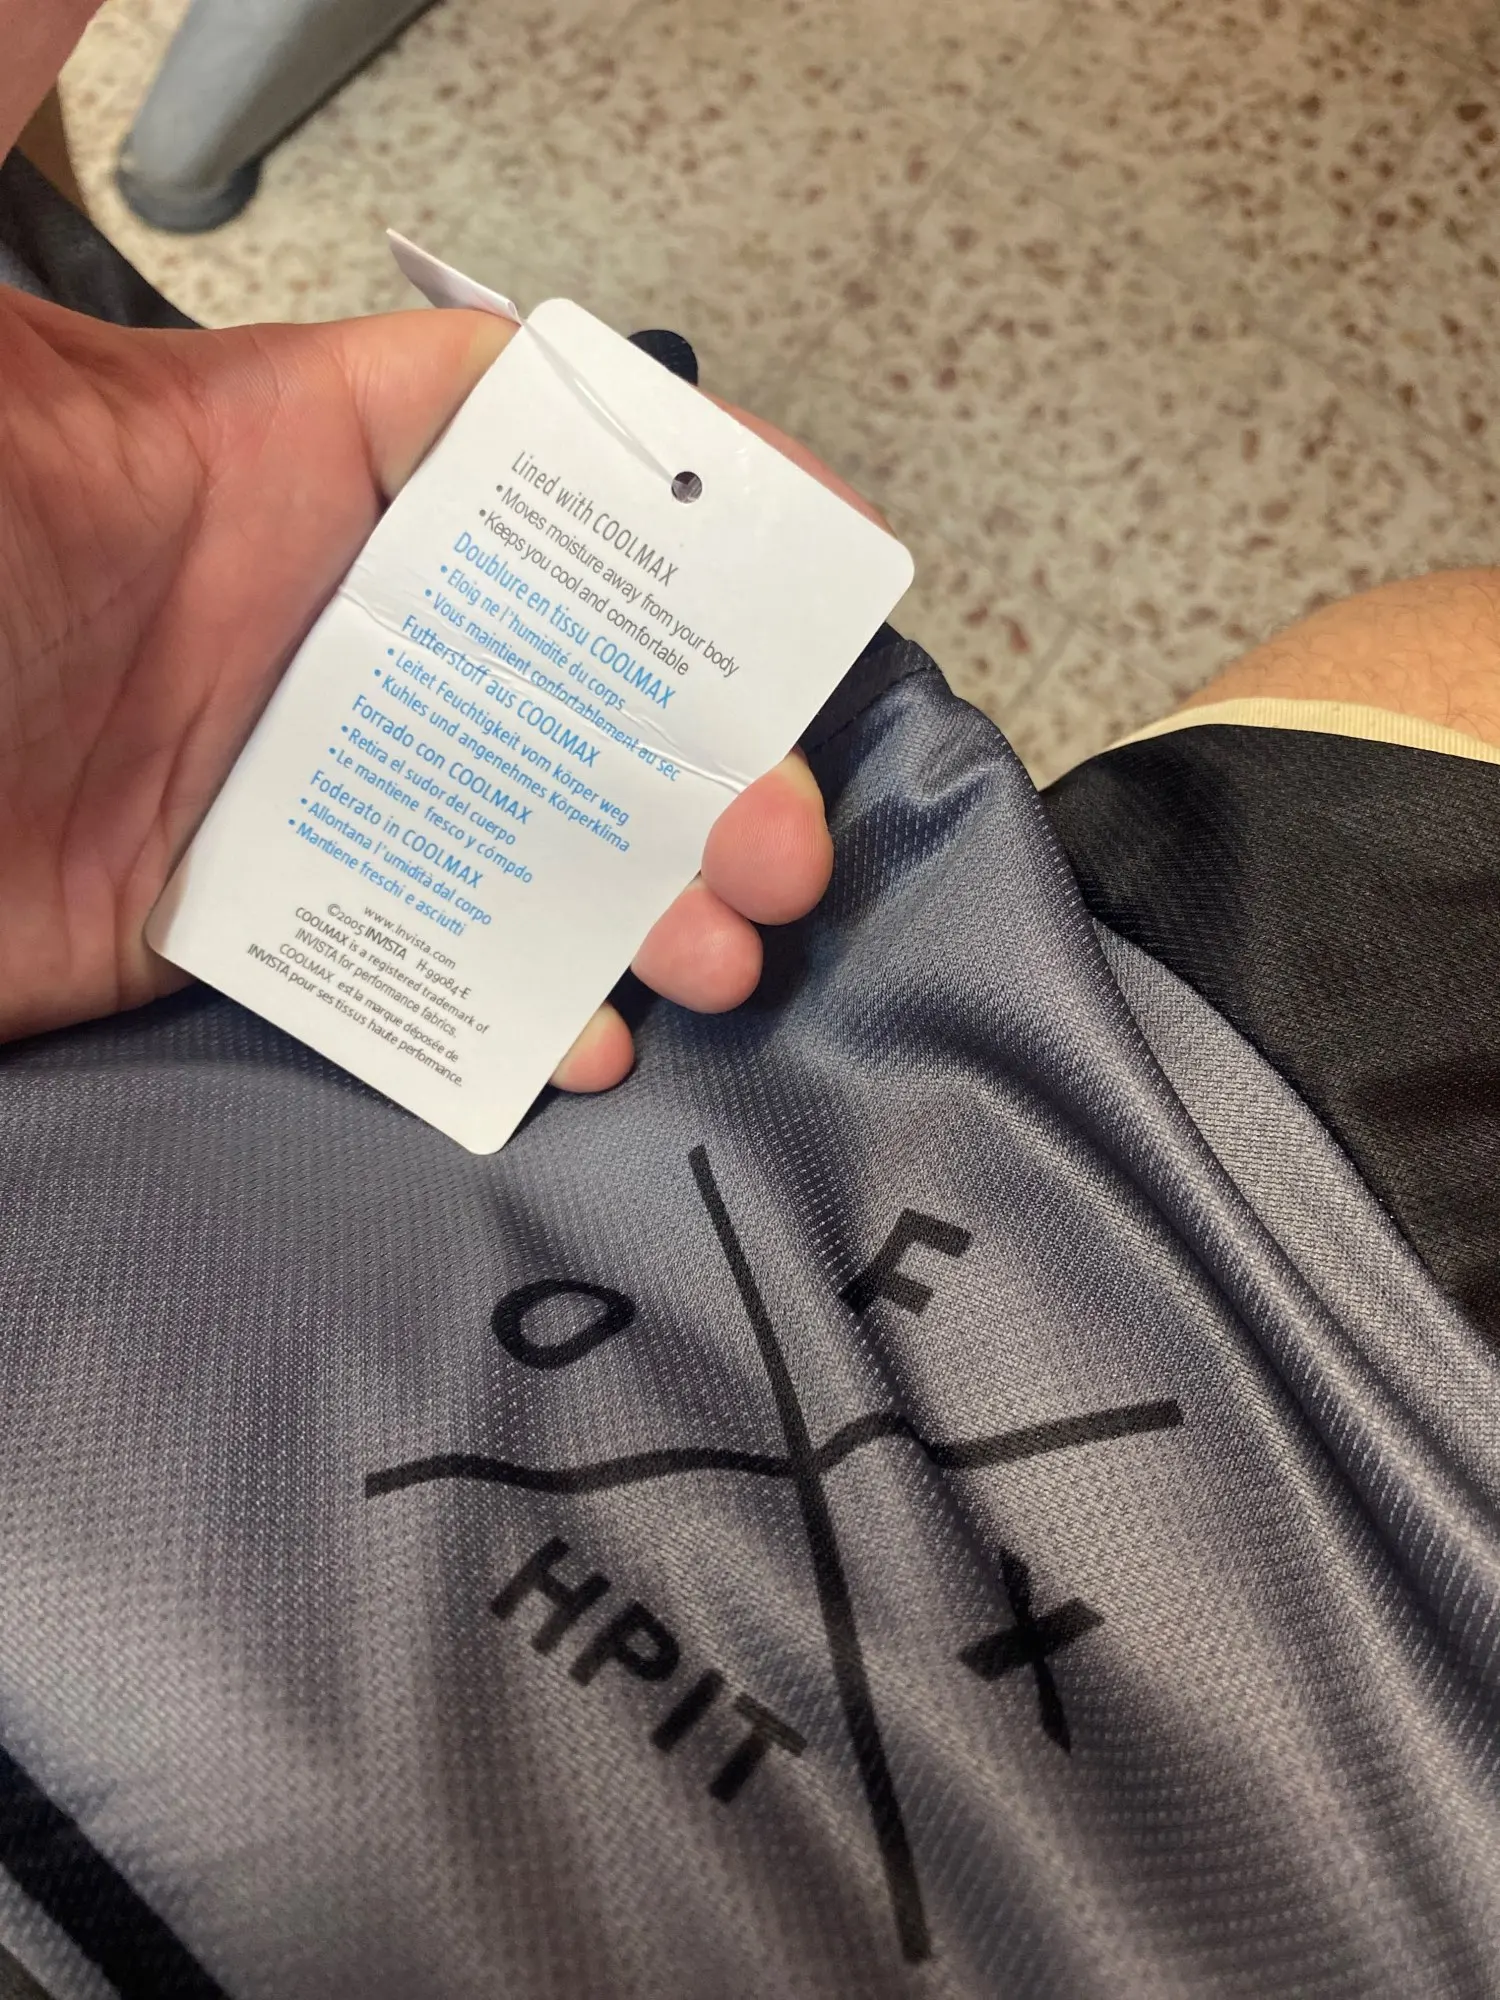 Lined with COOLMAX
•Moves moisture away from your body
•Keeps you cool and comfortable
Doublure en tissu COOLMAX
• Eloig ne l'humidité du corps
• Vous maintient confortablement au sec
Futterstoff aus COOLMAX
• Leitet Feuchtigkeit vom körper weg
• Kuhles und angenehmes Körperklima
Forrado con COOLMAX
•Retira el sudor del cuerpo
• Le mantiene fresco y cómpdo
Foderato in COOLMAX
• Allontana l'umidità dal corpo
• Mantiene freschi e asciutti
www.Invista.com
©2005 INVISTA H-99084-E
COOLMAX is a registered trademark of
INVISTA for performance fabrics.
COOLMAX est la marque déposée de
INVISTA pour ses tissus haute performance.
O F
HPIT X